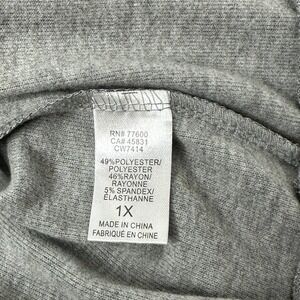 RN# 77600
CA# 45831
CW7414
49%POLYESTER/
POLYESTER
46%RAYON/
RAYONNE
5% SPANDEX/
ÉLASTHANNE
1X
MADE IN CHINA
FABRIQUÉ EN CHINE